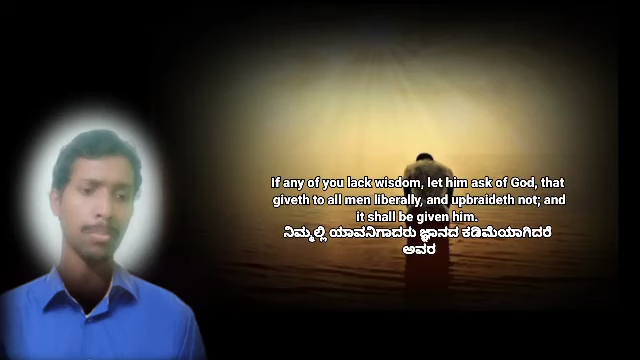 If any of you lack wisdom, let him ask of God, that
giveth to all men liberally, and upbraideth not; and
it shall be given him.
ನಿಮ್ಮಲ್ಲಿ ಯಾವನಿಗಾದರು ಜ್ಞಾನದ ಕಡಿಮೆಯಾಗಿದರೆ
ಅವರ